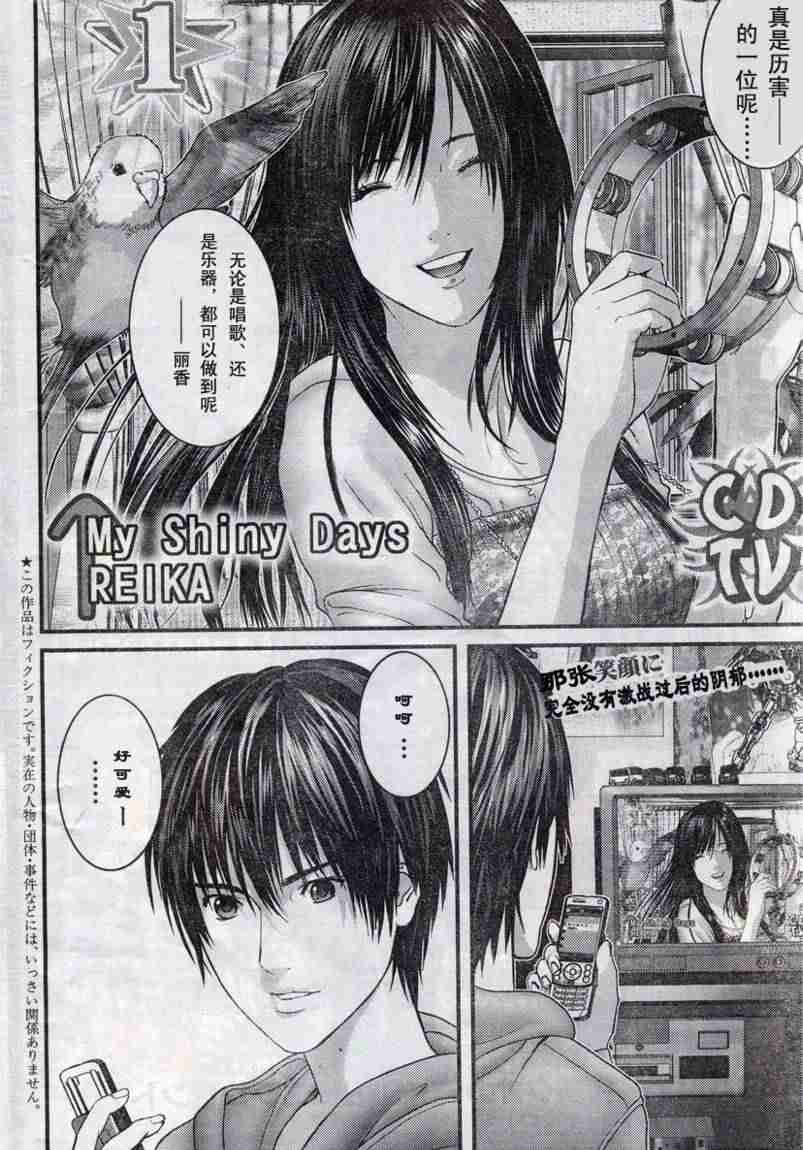 真是历害——
的一位呢……
1
无论是唱歌、还
是乐器，都可以做到呢
——丽香
My Shiny Days
REIKA
CD
TV
那张笑颜に
完全没有激战过后的阴郁……
呵呵…
好可爱—
……
★この作品はフィクションです。実在の人物・団体・事件などには、いっさい関係ありません。